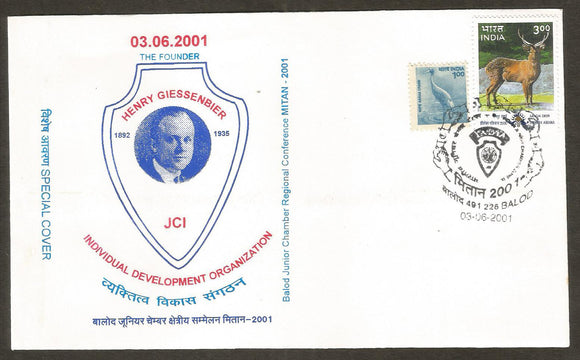 03.06.2001
THE FOUNDER
HENRY GIESSENBIER
1892 1935
JCI
INDIVIDUAL DEVELOPMENT ORGANIZATION
व्यक्तित्व विकास संगठन
बालोद जूनियर चेम्बर क्षेत्रीय सम्मेलन मितान-2001
विशेष आवरण SPECIAL COVER
Balod Junior Chamber Regional Conference MITAN - 2001
भारत INDIA
1.00
भारत 3.00
INDIA
मितान 2001
बालोद 491 226 BALOD
03-06-2001